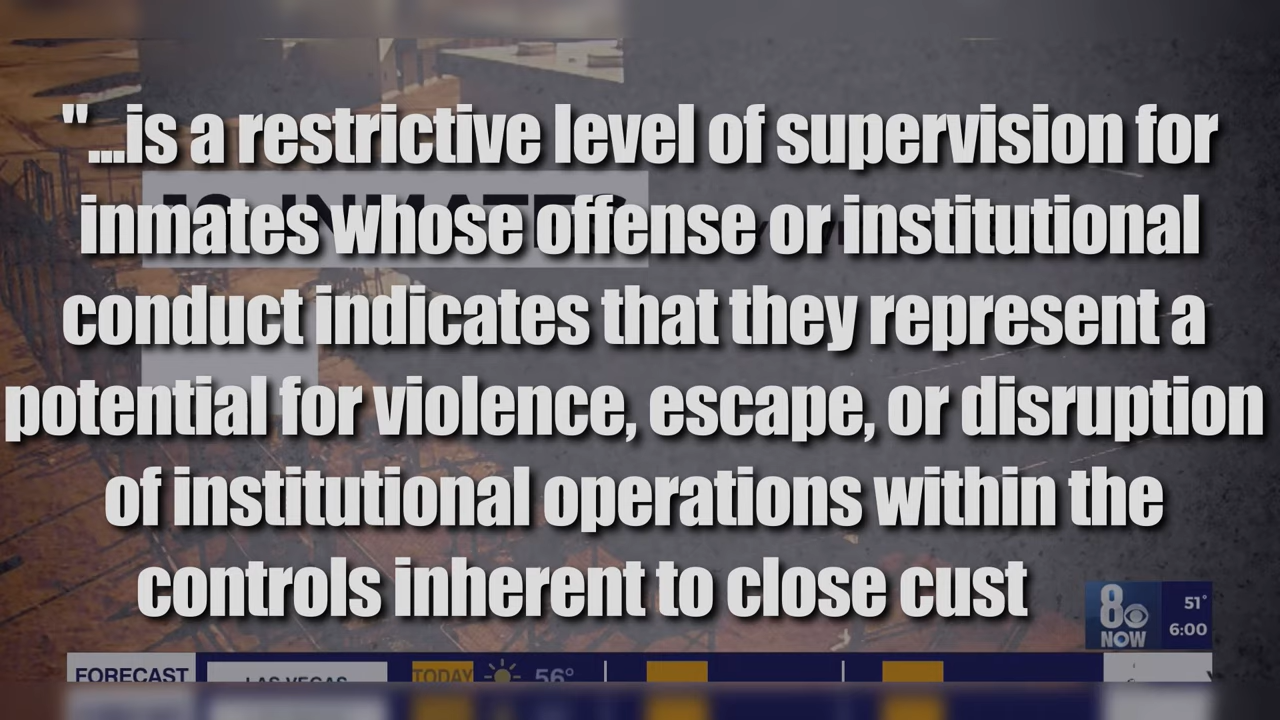 "...is a restrictive level of supervision for
inmates whose offense or institutional
conduct indicates that they represent a
potential for violence, escape, or disruption
of institutional operations within the
controls inherent to close cust
8
NOW
51°
6:00
FORECAST
LAS VEGAS
TODAY
56°